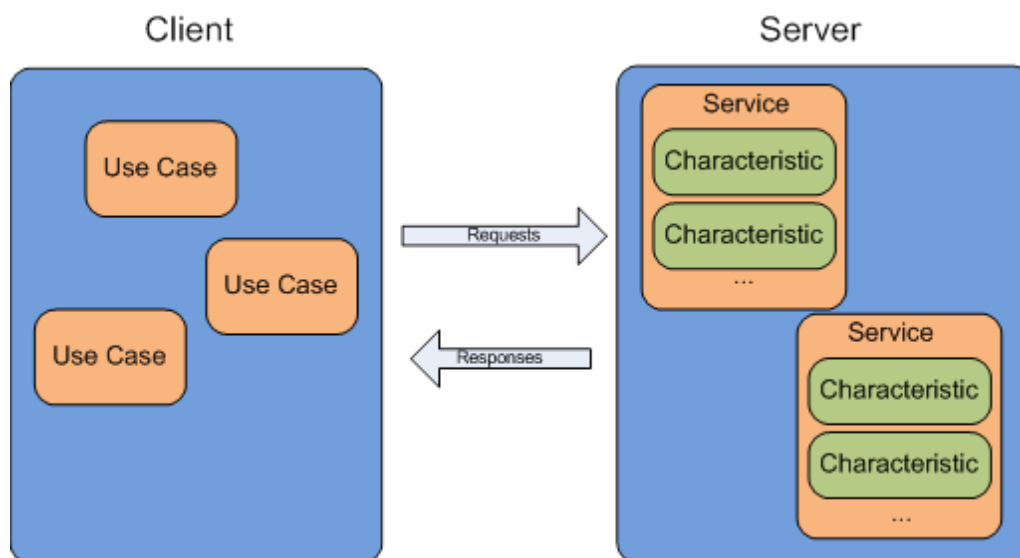 Client
Server
Use Case
Use Case
Use Case
Requests
Responses
Service
Characteristic
Characteristic
...
Service
Characteristic
Characteristic
...